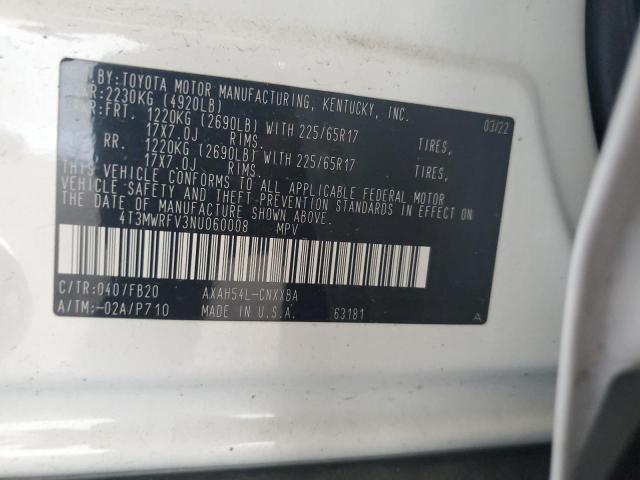 BY: TOYOTA MOTOR MANUFACTURING, KENTUCKY, INC.
2230KG (4920LB) 03/22
FRT. 1220KG (2690LB) WITH 225/65R17 TIRES,
17X7.0J RIMS.
RR. 1220KG (2690LB) WITH 225/65R17 TIRES,
17X7.0J RIMS.
THIS VEHICLE CONFORMS TO ALL APPLICABLE FEDERAL MOTOR
VEHICLE SAFETY AND THEFT PREVENTION STANDARDS IN EFFECT ON
THE DATE OF MANUFACTURE SHOWN ABOVE.
4T3MWRFV3NU060008 MPV
C/TR:040/FB20 AXAH54L-CNXXBA
A/TM:-02A/P710 MADE IN U.S.A. 63181 A